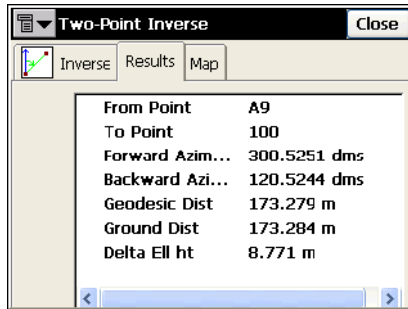 Two-Point Inverse Close
Inverse Results Map
From Point A9
To Point 100
Forward Azim... 300.5251 dms
Backward Azi... 120.5244 dms
Geodesic Dist 173.279 m
Ground Dist 173.284 m
Delta Ell ht 8.771 m